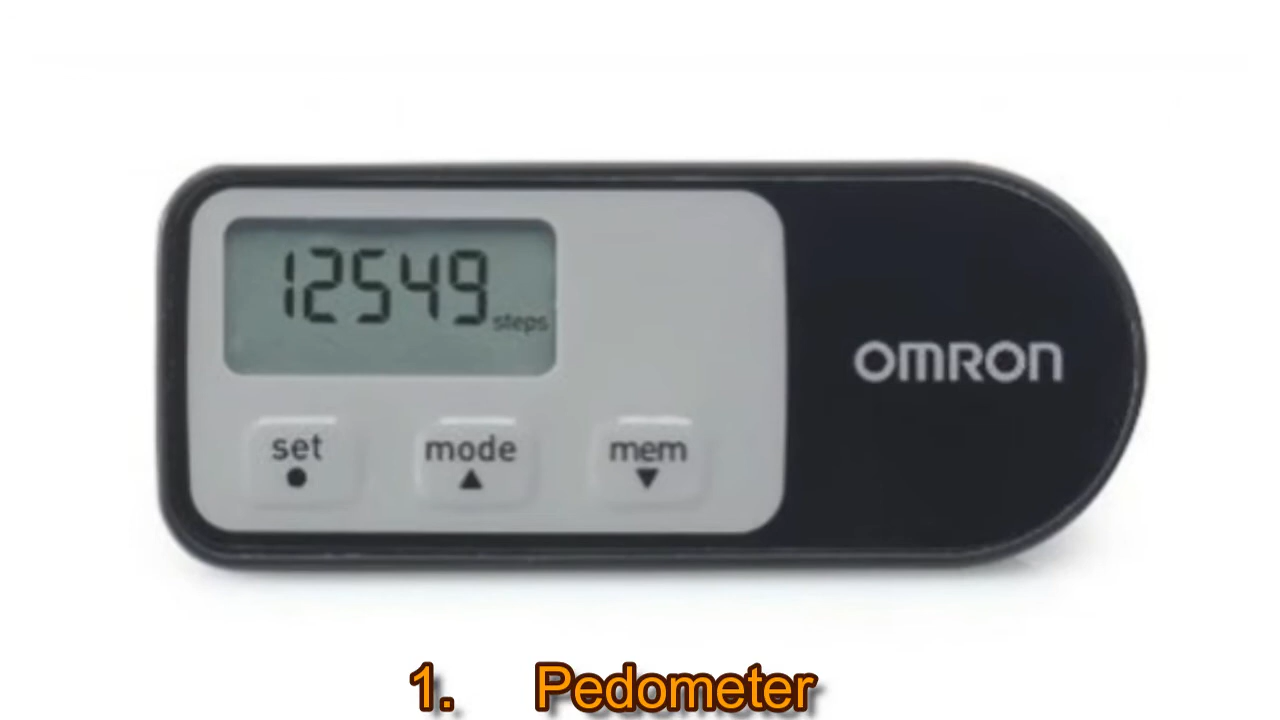 12549 steps
OMRON
set mode mem
● ▲ ▼
1. Pedometer